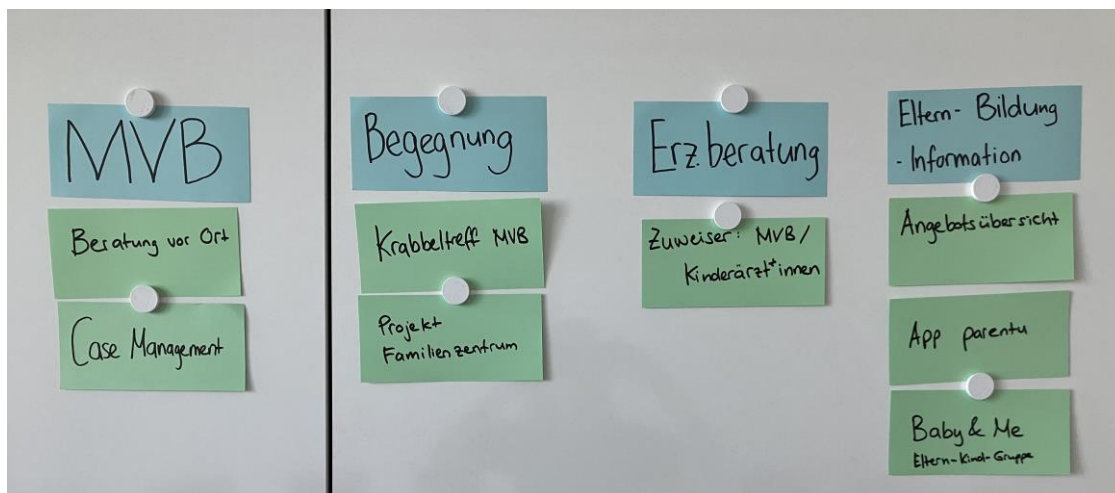 MVB
Beratung vor Ort
Case Management
Begegnung
Krabbeltreff MVB
Projekt
Familienzentrum
Erz.beratung
Zuweiser: MVB/
Kinderärzt*innen
Eltern- Bildung
- Information
Angebotsübersicht
App parentu
Baby & Me
Eltern-Kind-Gruppe